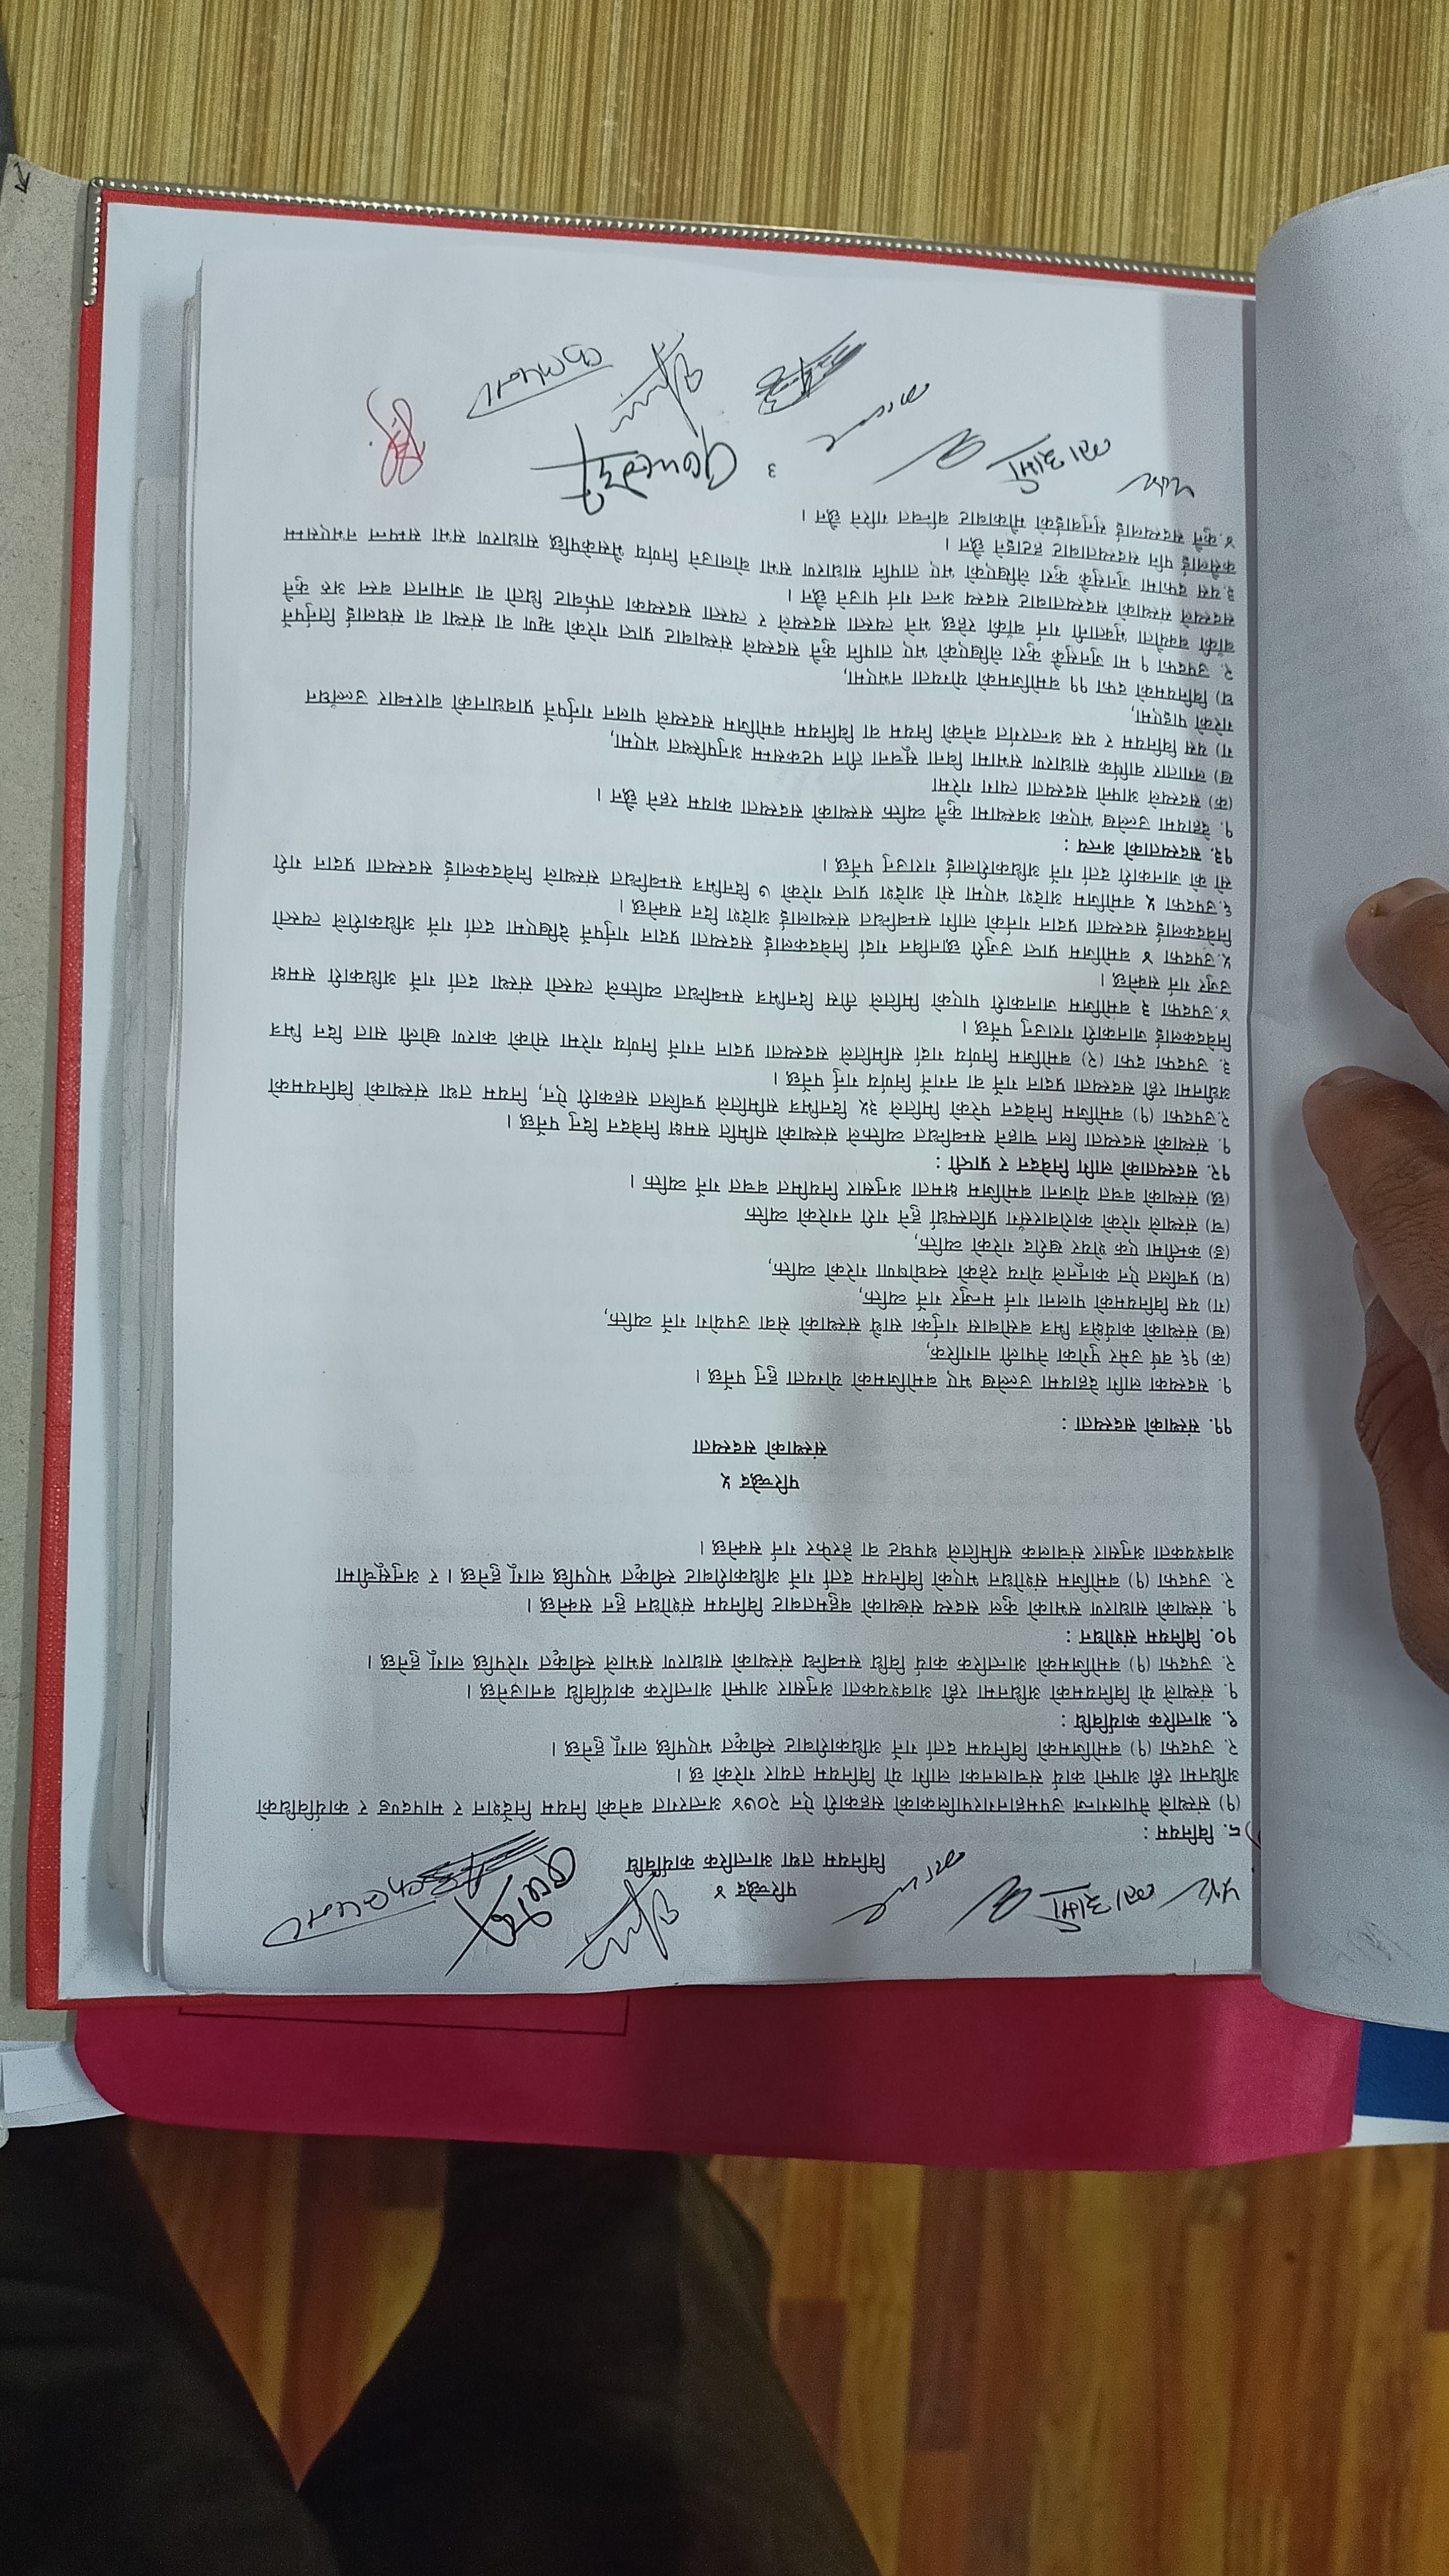 शर्मा
कल्पना
परिच्छेद ४
विनियम तथा आन्तरिक कार्यविधि
८. विनियम :
(१) संस्थाले नेपालगन्ज उपमहानगरपालिकाको सहकारी ऐन २०७४ अन्तरगत बनेको नियम निर्देशन र मापदण्ड र कार्यविधिको
अधिनमा रही आफ्नो कार्य संचालनका लागि यो विनियम तयार गरेको छ ।
२. उपदफा (१) बमोजिमको विनियम दर्ता गर्ने अधिकारीबाट स्वीकृत भएपछि लागू हुनेछ ।
९. आन्तरिक कार्यविधि :
१. संस्थाले यो विनियमको अधिनमा रही आवश्यकता अनुसार आफ्नो आन्तरिक कार्यविधि बनाउनेछ ।
२. उपदफा (१) बमोजिमको आन्तरिक कार्य विधि सम्वन्धि संस्थाको साधारण सभाले स्वीकृत गरेपछि लागू हुनेछ ।
१०. विनियम संशोधन :
१. संस्थाको साधारण सभाको कुल सदस्य संख्याको बहुमतबाट विनियम संशोधन हुन सक्नेछ ।
२. उपदफा (१) बमोजिम संशोधन भएको विनियम दर्ता गर्ने अधिकारीबाट स्वीकृत भएपछि लागू हुनेछ । र अनुसूचीमा
आवश्यकता अनुसार संचालक समितिले थपघट वा हेरफेर गर्न सक्नेछ ।
परिच्छेद ५
संस्थाको सदस्यता
११. संस्थाको सदस्यता :
१. सदस्यका लागि देहायमा उल्लेख भए बमोजिमको योग्यता हुनु पर्नेछ ।
(क) १६ वर्ष उमेर पुगेका नेपाली नागरिक,
(ख) संस्थाको कार्यक्षेत्र भित्र बसोबास गर्नुका साथै संस्थाको सेवा उपयोग गर्ने व्यक्ति,
(ग) यस विनियमको पालना गर्न मन्जुर गर्ने व्यक्ति,
(घ) प्रचलित ऐन कानूनले योग्य रहेको स्वघोषणा गरेको व्यक्ति,
(ङ) कम्तीमा एक शेयर खरीद गरेको व्यक्ति,
(च) संस्थाले गरेको कारोवारसँग प्रतिस्पर्धा हुने गरी नगरेको व्यक्ति
(छ) संस्थाको बचत योजना बमोजिम क्षमता अनुसार नियमित बचत गर्ने व्यक्ति ।
१२. सदस्यताको लागि निवेदन र प्राप्ती :
१. संस्थाको सदस्यता लिन चाहने सम्बन्धित व्यक्तिले संस्थाको समिति समक्ष निवेदन दिनु पर्नेछ ।
२.उपदफा (१) बमोजिम निवेदन परेको मितिले ३५ दिनभित्र समितिले प्रचलित सहकारी ऐन, नियम तथा संस्थाको विनियमको
अधीनमा रही सदस्यता प्रदान गर्ने वा नगर्ने निर्णय गर्नु पर्नेछ ।
३. उपदफा दफा (२) बमोजिम निर्णय गर्दा समितिले सदस्यता प्रदान नगर्ने निर्णय गरेमा सोको कारण खोली सात दिन भित्र
निवेदकलाई जानकारी गराउनु पर्नेछ ।
४.उपदफा ३ बमोजिम जानकारी पाएको मितिले तीस दिनभित्र सम्बन्धित व्यक्तिले त्यस्तो संस्था दर्ता गर्ने अधिकारी समक्ष
उजुर गर्न सक्नेछ ।
५.उपदफा ४ बमोजिम प्राप्त उजुरी छानविन गर्दा निवेदकलाई सदस्यता प्रदान गर्नुपर्ने देखिएमा दर्ता गर्ने अधिकारीले त्यस्तो
निवेदकलाई सदस्यता प्रदान गर्नको लागि सम्बन्धित संस्थालाई आदेश दिन सक्नेछ ।
६.उपदफा ५ बमोजिम आदेश भएमा सो आदेश प्राप्त गरेको ७ दिनभित्र सम्बन्धित संस्थाले निवेदकलाई सदस्यता प्रदान गरी
सो को जानकारी दर्ता गर्ने अधिकारीलाई गराउनु पर्नेछ ।
१३. सदस्यताको अन्त्य :
१. देहायमा उल्लेख भएका अवस्थामा कुनै व्यक्ति सस्थाको सदस्यता कायम रहने छैन ।
(क) सदस्यले आफ्नो सदस्यता त्याग गरेमा
ख) लगातार वार्षिक साधारण सभामा बिना सूचना तीन पटकसम्म अनुपस्थित भएमा,
ग) यस विनियम र यस अन्तरर्गत बनेको नियम वा बिनियम बमोजिम सदस्यले पालन गर्नुपर्ने प्रावधानको बारम्बार उल्लँघन
गरेको पाइएमा,
घ) विनियमको दफा ११ बमोजिमको योग्यता नभएमा,
२. उपदफा १ मा जुनसुकै कुरा लेखिएको भए तापनि कुनै सदस्यले संस्थाबाट प्राप्त गरेको ऋण वा संस्था वा संघलाई तिर्नुपर्ने
बाँकी बक्यौता भुक्तानी गर्न बाँकी रहेछ भने त्यस्ता सदस्यले र त्यस्ता सदस्यका तर्फबाट धितो वा जमानत बस्न अरु कुनै
सदस्यले संस्थाको सदस्यताबाट सदस्य अन्त गर्न पाउने छैन ।
३.यस दफामा जुनसुकै कुरा लेखिएको भए तापनि साधारण सभा बोलाउने निर्णय भैसकेपछि साधारण सभा सम्पन्न नभएसम्म
कसैलाई पनि सदस्यताबाट हटाइने छैन ।
४.कुनै सदस्यलाई सुनुवाईको मौकाबाट बन्चित गरिने छैन ।
शर्मा
३
कल्पना